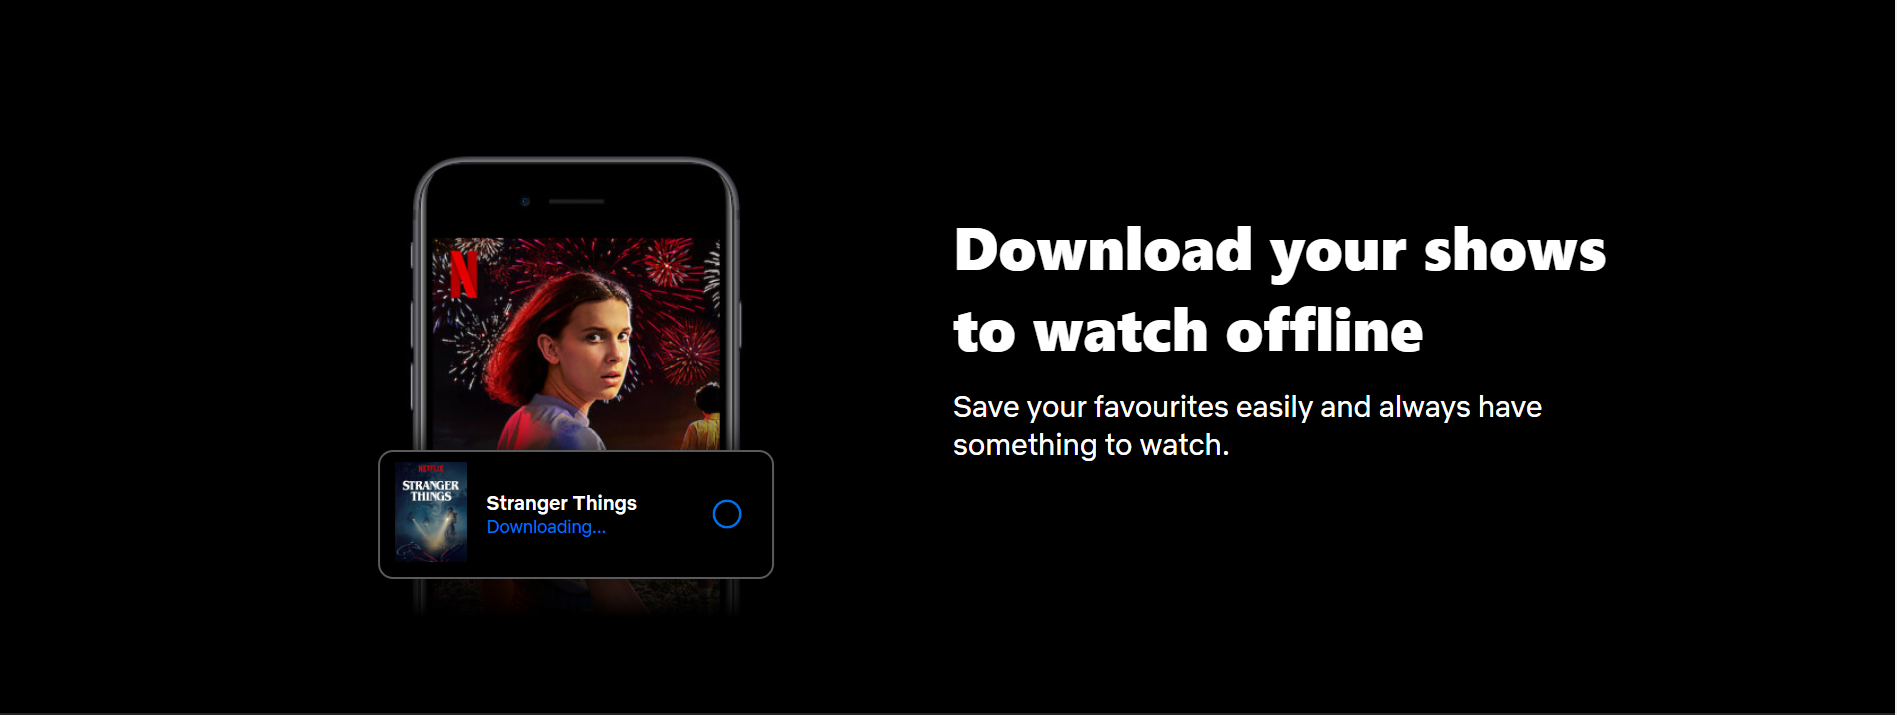 N
Download your shows
to watch offline
Save your favourites easily and always have
something to watch.
NETFLIX
STRANGER
THINGS
Stranger Things
Downloading...